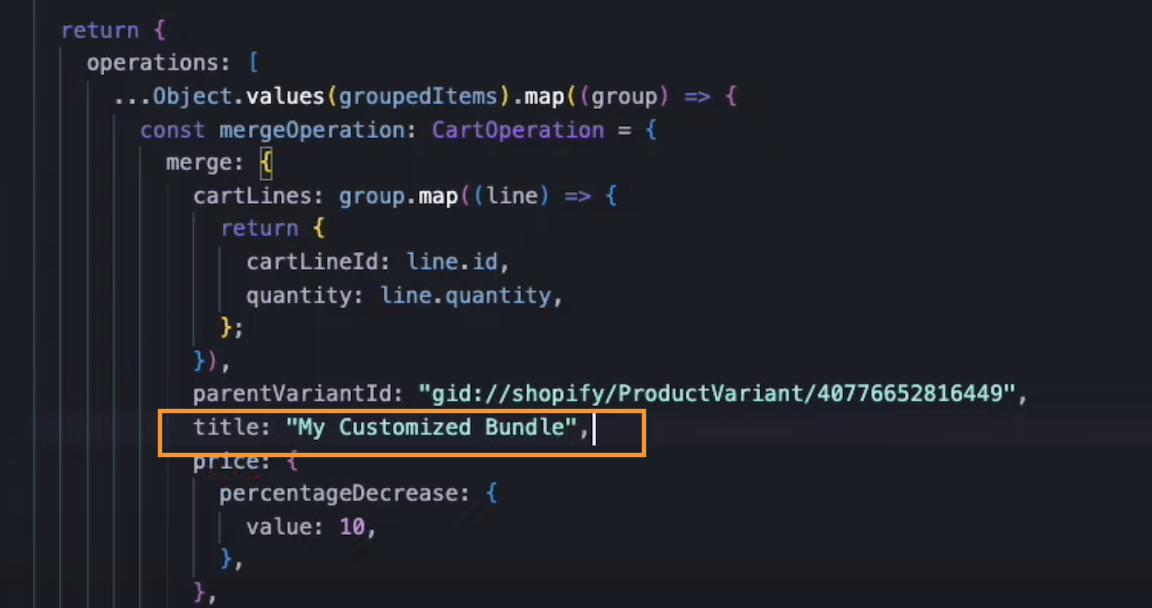 return {
operations: [
...Object.values(groupedItems).map((group) => {
const mergeOperation: CartOperation = {
merge: {
cartLines: group.map((line) => {
return {
cartLineId: line.id,
quantity: line.quantity,
};
}),
parentVariantId: "gid://shopify/ProductVariant/40776652816449",
title: "My Customized Bundle",
price: {
percentageDecrease: {
value: 10,
},
},